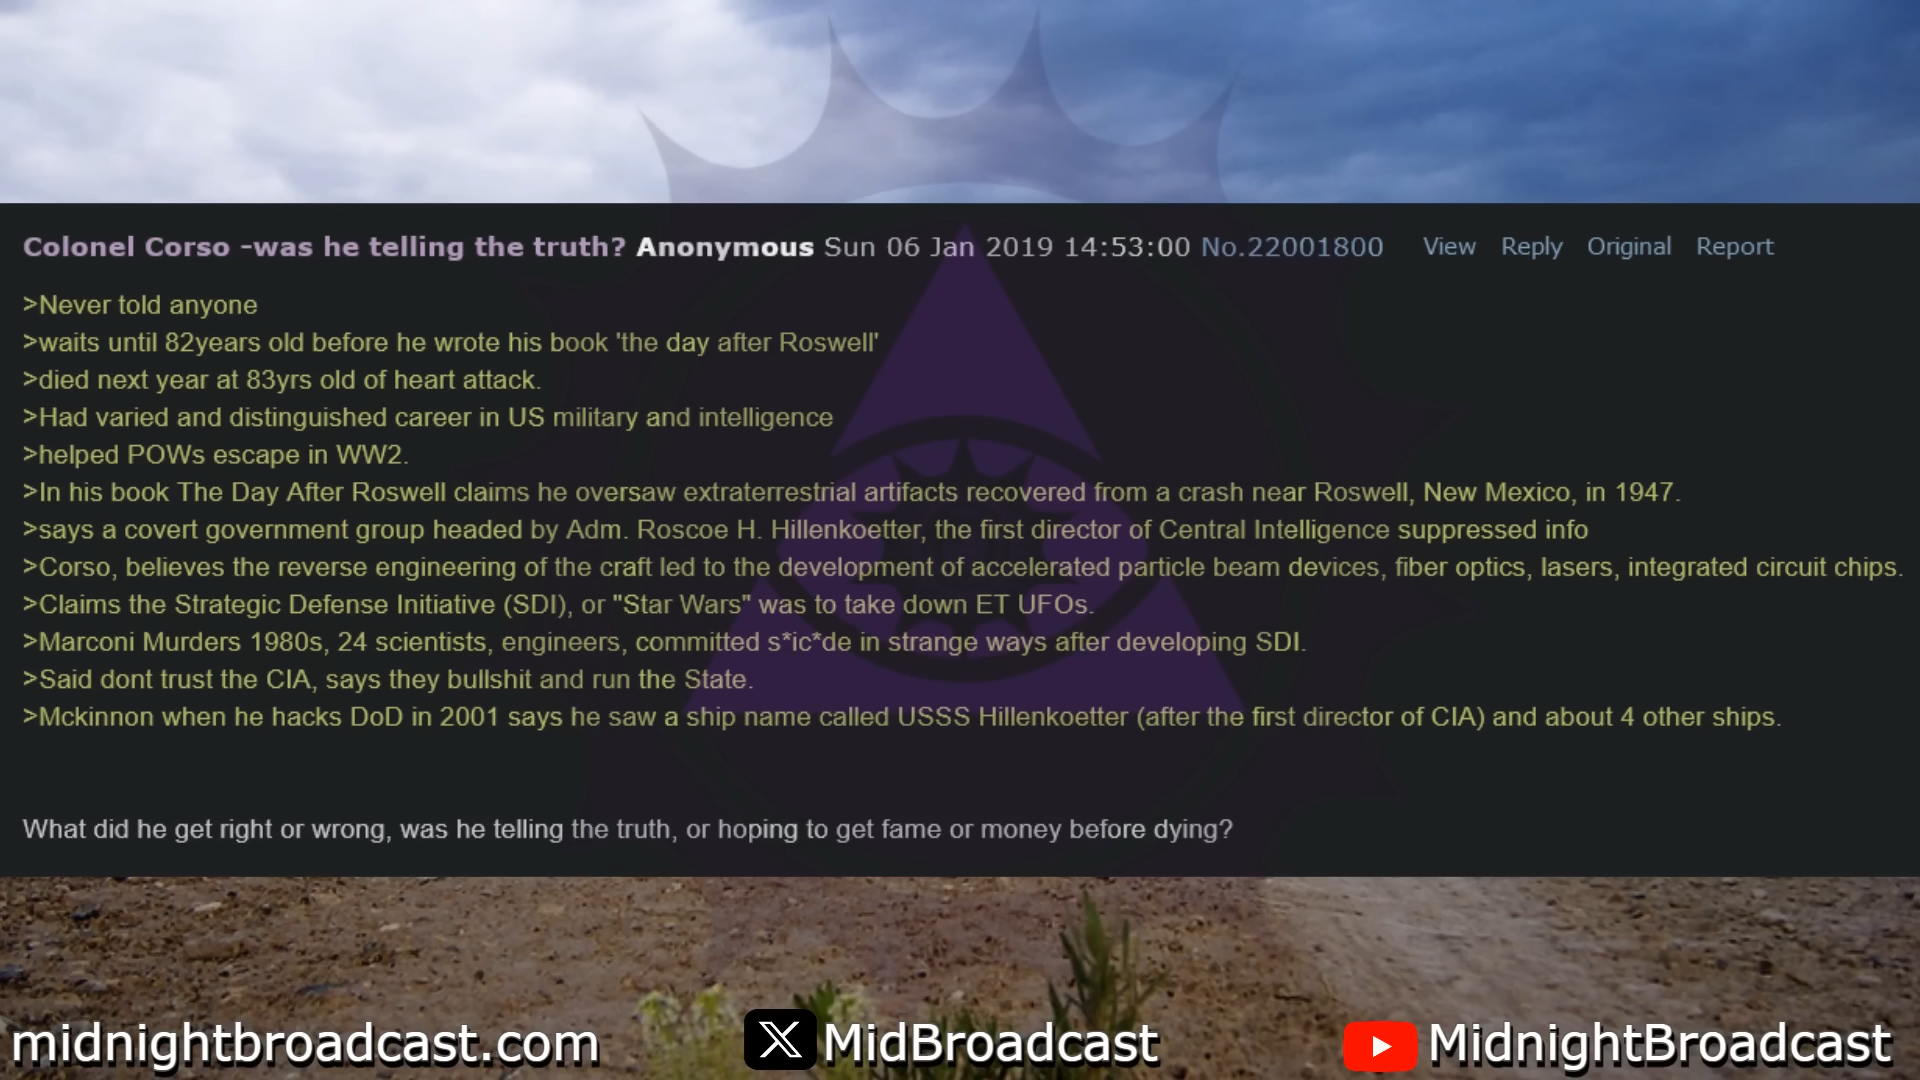 Colonel Corso -was he telling the truth? Anonymous Sun 06 Jan 2019 14:53:00 No.22001800 View Reply Original Report
>Never told anyone
>waits until 82years old before he wrote his book 'the day after Roswell'
>died next year at 83yrs old of heart attack.
>Had varied and distinguished career in US military and intelligence
>helped POWs escape in WW2.
>In his book The Day After Roswell claims he oversaw extraterrestrial artifacts recovered from a crash near Roswell, New Mexico, in 1947.
>says a covert government group headed by Adm. Roscoe H. Hillenkoetter, the first director of Central Intelligence suppressed info
>Corso, believes the reverse engineering of the craft led to the development of accelerated particle beam devices, fiber optics, lasers, integrated circuit chips.
>Claims the Strategic Defense Initiative (SDI), or "Star Wars" was to take down ET UFOs.
>Marconi Murders 1980s, 24 scientists, engineers, committed s*ic*de in strange ways after developing SDI.
>Said dont trust the CIA, says they bullshit and run the State.
>Mckinnon when he hacks DoD in 2001 says he saw a ship name called USSS Hillenkoetter (after the first director of CIA) and about 4 other ships.
What did he get right or wrong, was he telling the truth, or hoping to get fame or money before dying?
midnightbroadcast.com MidBroadcast MidnightBroadcast